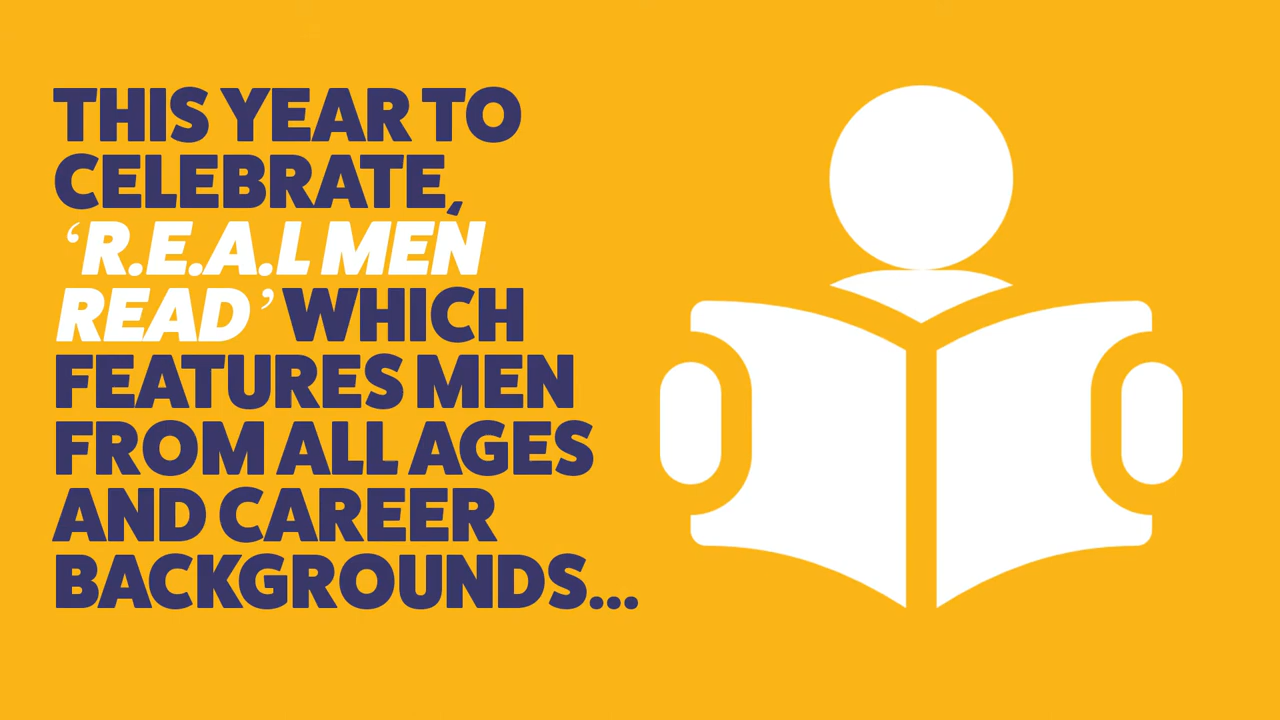 THIS YEAR TO
CELEBRATE,
‘R.E.A.L MEN
READ’ WHICH
FEATURES MEN
FROM ALL AGES
AND CAREER
BACKGROUNDS...